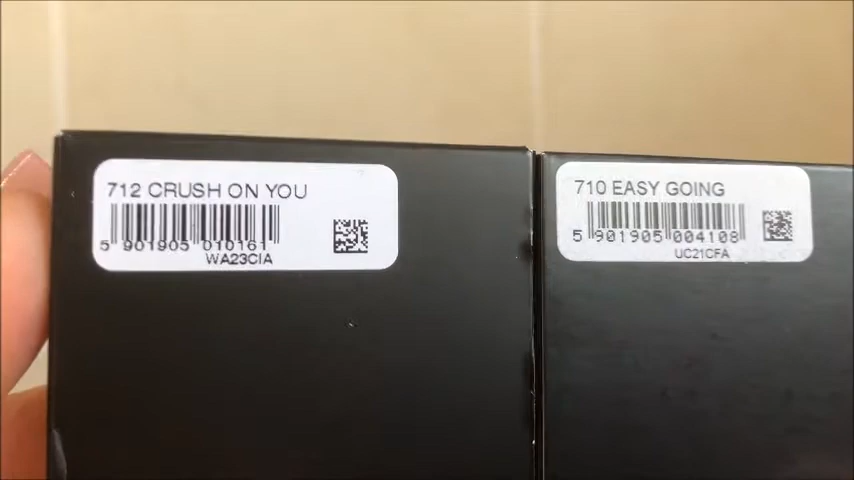 712 CRUSH ON YOU
5 901905 010161
WA23CIA
710 EASY GOING
5 901905 004108
UC21CFA